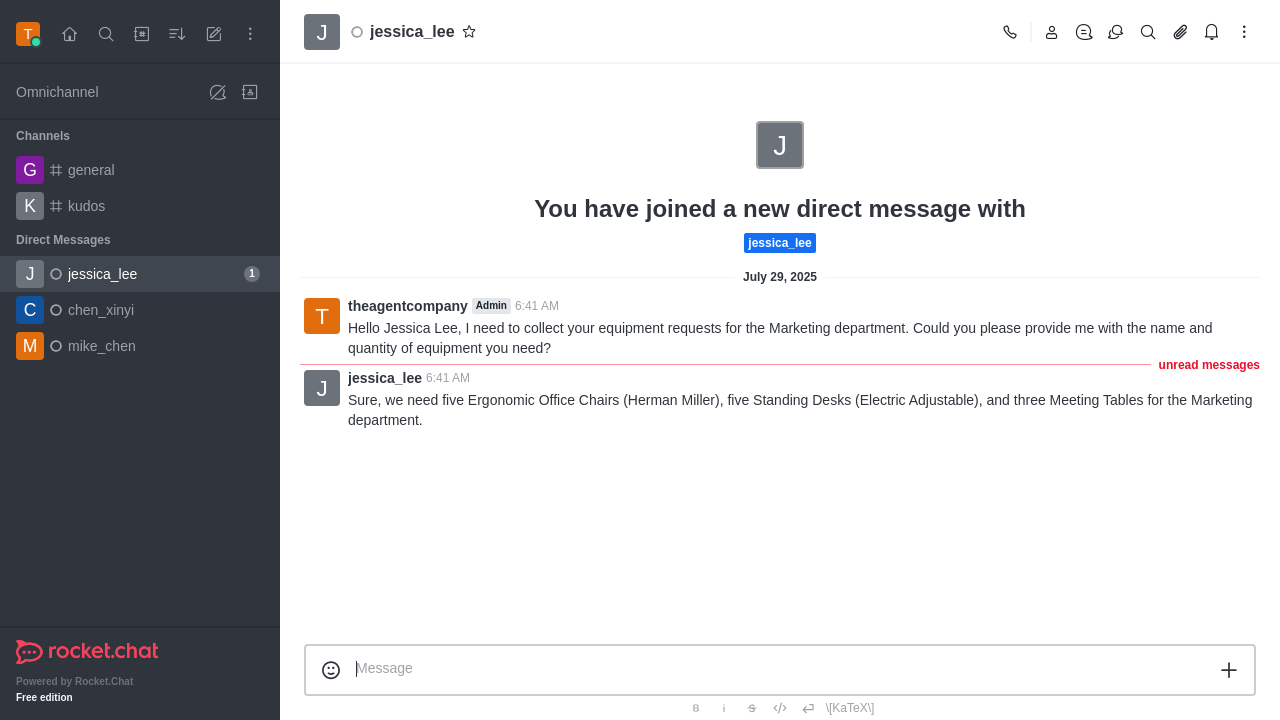 T
Omnichannel
Channels
G general
K kudos
Direct Messages
J jessica_lee 1
C chen_xinyi
M mike_chen
rocket.chat
Powered by Rocket.Chat
Free edition
J jessica_lee
J
You have joined a new direct message with
jessica_lee
July 29, 2025
T theagentcompany Admin 6:41 AM
Hello Jessica Lee, I need to collect your equipment requests for the Marketing department. Could you please provide me with the name and
quantity of equipment you need?
unread messages
J jessica_lee 6:41 AM
Sure, we need five Ergonomic Office Chairs (Herman Miller), five Standing Desks (Electric Adjustable), and three Meeting Tables for the Marketing
department.
Message
B i S \[KaTeX\]